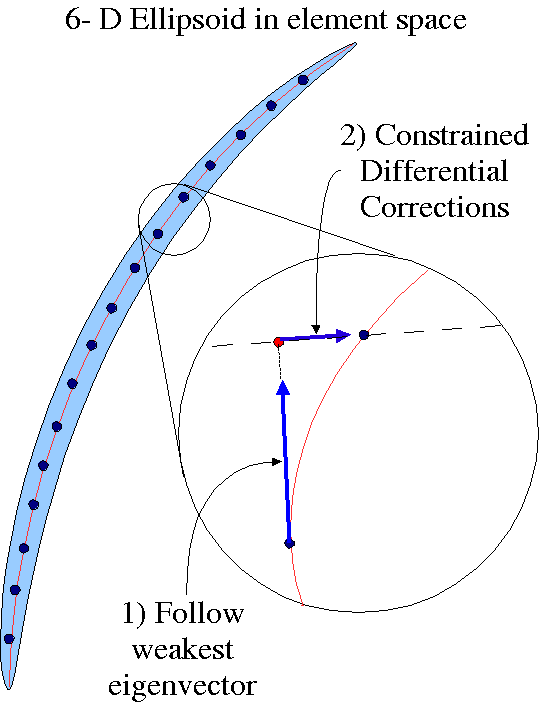 6- D Ellipsoid in element space
2) Constrained
Differential
Corrections
1) Follow
weakest
eigenvector